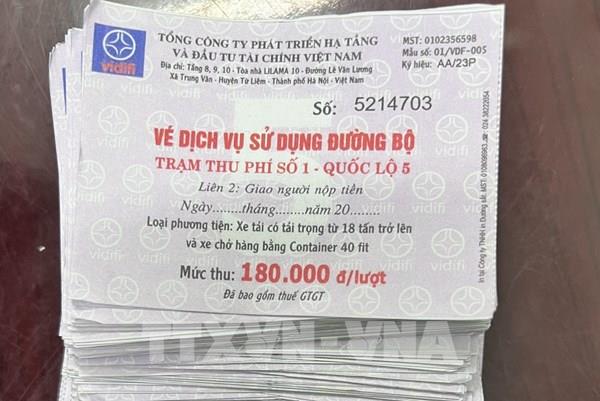 TỔNG CÔNG TY PHÁT TRIỂN HẠ TẦNG
VÀ ĐẦU TƯ TÀI CHÍNH VIỆT NAM
Địa chỉ: Tầng 8, 9, 10 - Tòa nhà LILAMA 10 - Đường Lê Văn Lương
Xã Trung Văn - Huyện Từ Liêm - Thành phố Hà Nội - Việt Nam
MST: 0102356598
Mẫu số: 01/VDF-005
Ký hiệu: AA/23P
vidifi
Số: 5214703
VÉ DỊCH VỤ SỬ DỤNG ĐƯỜNG BỘ
TRẠM THU PHÍ SỐ 1 - QUỐC LỘ 5
Liên 2: Giao người nộp tiền
Ngày........tháng........năm 20........
Loại phương tiện: Xe tải có tải trọng từ 18 tấn trở lên
và xe chở hàng bằng Container 40 fit
Mức thu: 180.000 đ/lượt
Đã bao gồm thuế GTGT
TTXVN-VNA